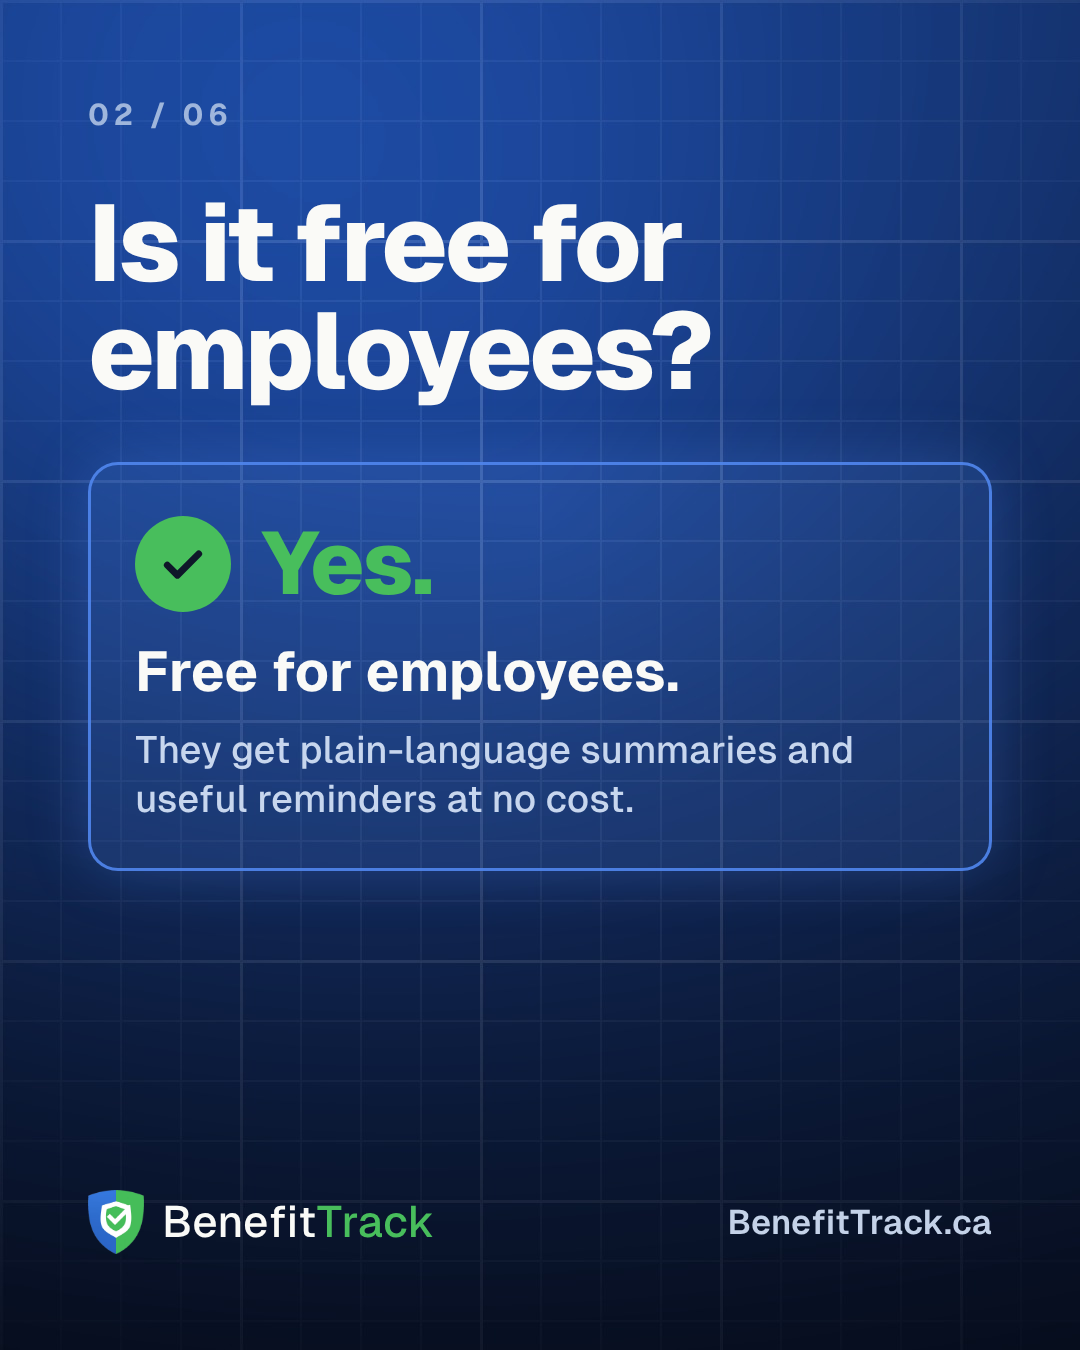 02 / 06
Is it free for
employees?
Yes.
Free for employees.
They get plain-language summaries and
useful reminders at no cost.
BenefitTrack
BenefitTrack.ca